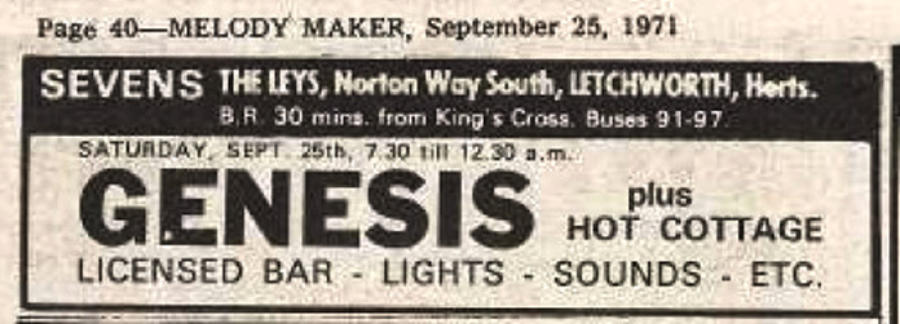 Page 40—MELODY MAKER, September 25, 1971
SEVENS THE LEYS, Norton Way South, LETCHWORTH, Herts.
B.R. 30 mins. from King's Cross. Buses 91-97.
SATURDAY, SEPT. 25th, 7.30 till 12.30 a.m.
GENESIS plus
HOT COTTAGE
LICENSED BAR - LIGHTS - SOUNDS - ETC.